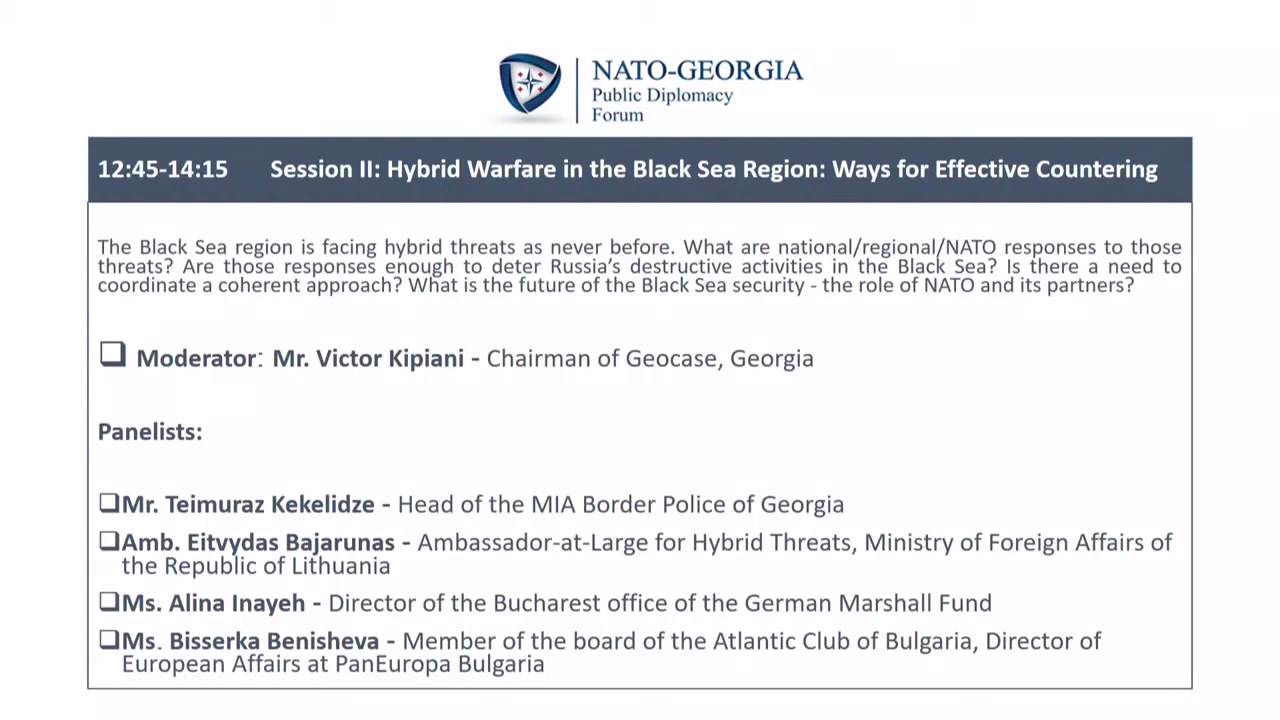 NATO-GEORGIA
Public Diplomacy
Forum
12:45-14:15 Session II: Hybrid Warfare in the Black Sea Region: Ways for Effective Countering
The Black Sea region is facing hybrid threats as never before. What are national/regional/NATO responses to those
threats? Are those responses enough to deter Russia's destructive activities in the Black Sea? Is there a need to
coordinate a coherent approach? What is the future of the Black Sea security - the role of NATO and its partners?
❑ Moderator: Mr. Victor Kipiani - Chairman of Geocase, Georgia
Panelists:
❑Mr. Teimuraz Kekelidze - Head of the MIA Border Police of Georgia
❑Amb. Eitvydas Bajarunas - Ambassador-at-Large for Hybrid Threats, Ministry of Foreign Affairs of
the Republic of Lithuania
❑Ms. Alina Inayeh - Director of the Bucharest office of the German Marshall Fund
❑Ms. Bisserka Benisheva - Member of the board of the Atlantic Club of Bulgaria, Director of
European Affairs at PanEuropa Bulgaria